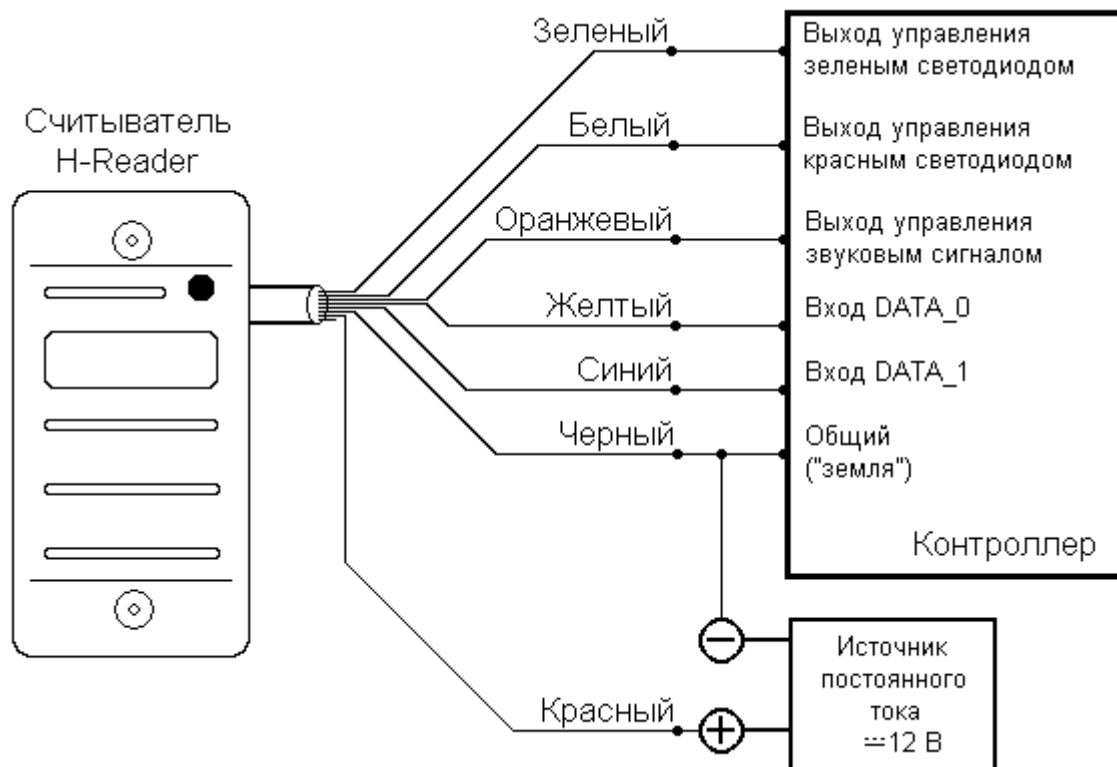 Зеленый
Выход управления
зеленым светодиодом
Считыватель
H-Reader
Белый
Выход управления
красным светодиодом
Оранжевый
Выход управления
звуковым сигналом
Желтый
Вход DATA_0
Синий
Вход DATA_1
Черный
Общий
("земля")
Контроллер
Источник
постоянного
тока
⎓12 В
Красный